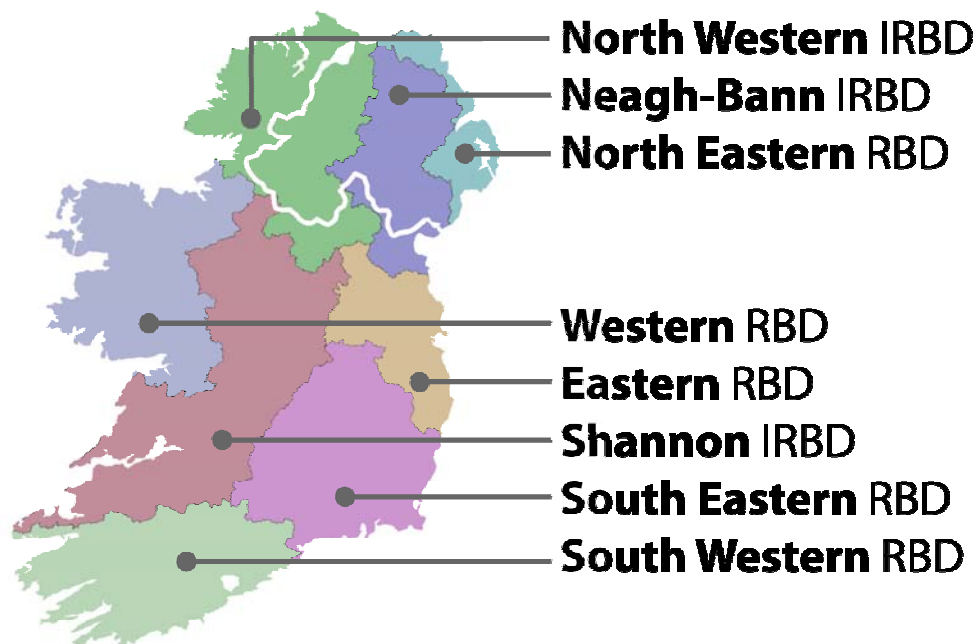 North Western IRBD
Neagh-Bann IRBD
North Eastern RBD
Western RBD
Eastern RBD
Shannon IRBD
South Eastern RBD
South Western RBD